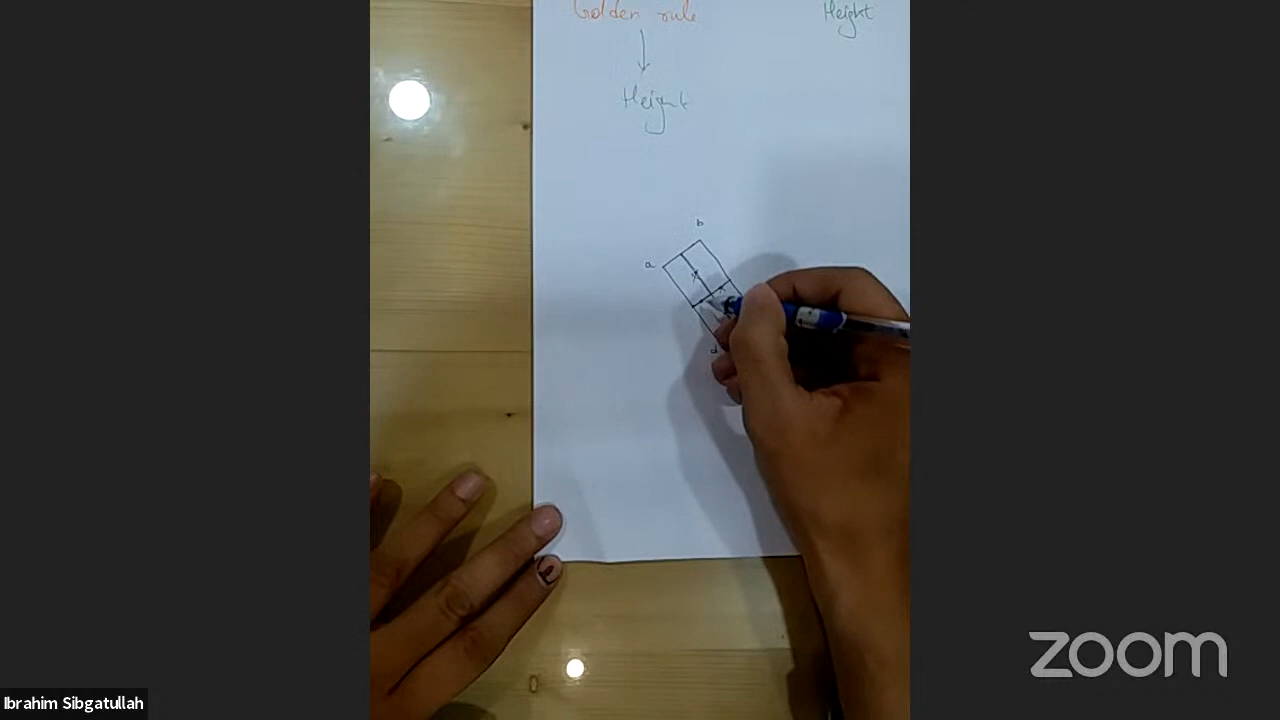 Golden rule
Height
Height
b
a
d
Ibrahim Sibgatullah
zoom